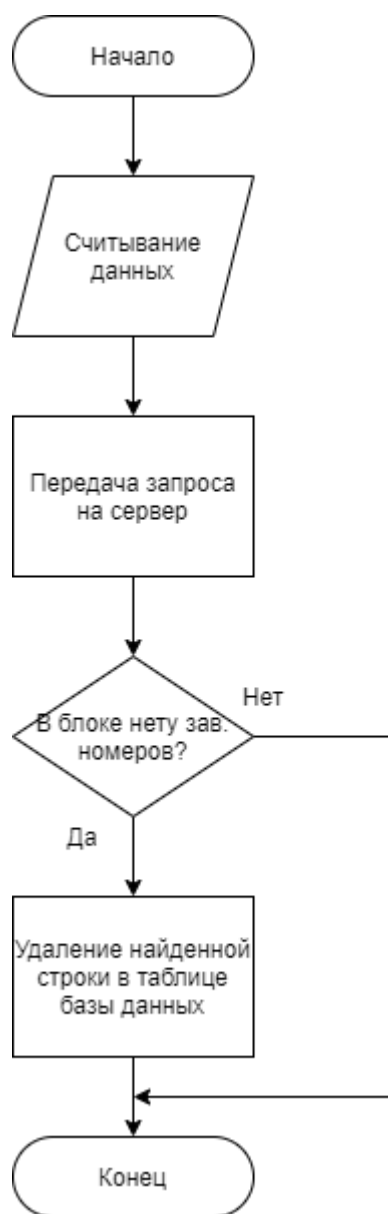 Начало
Считывание
данных
Передача запроса
на сервер
В блоке нету зав.
номеров?
Нет
Да
Удаление найденной
строки в таблице
базы данных
Конец